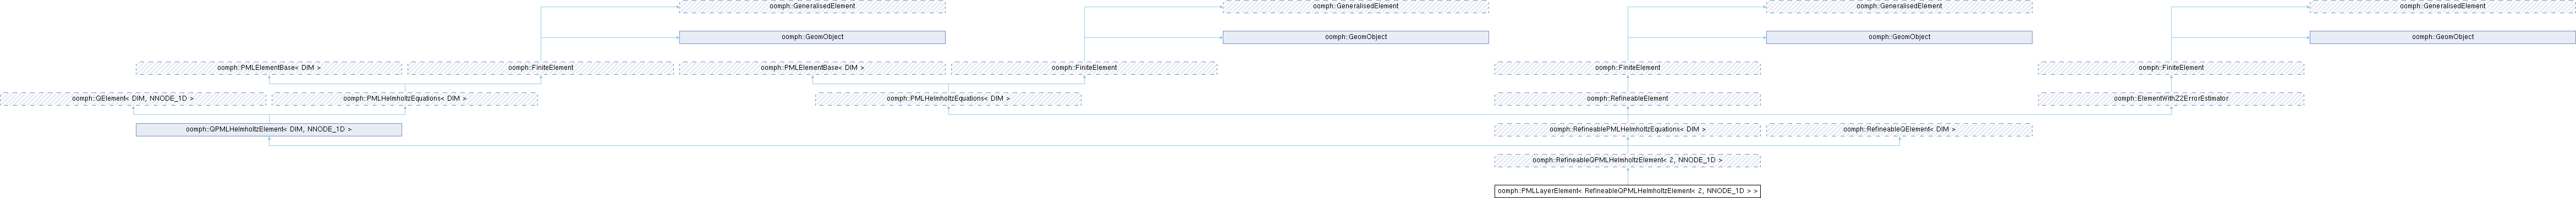 oomph::GeneralisedElement
oomph::GeneralisedElement
oomph::GeneralisedElement
oomph::GeneralisedElement
oomph::GeomObject
oomph::GeomObject
oomph::GeomObject
oomph::GeomObject
oomph::PMLElementBase< DIM >
oomph::FiniteElement
oomph::PMLElementBase< DIM >
oomph::FiniteElement
oomph::FiniteElement
oomph::FiniteElement
oomph::QElement< DIM, NNODE_1D >
oomph::PMLHelmholtzEquations< DIM >
oomph::PMLHelmholtzEquations< DIM >
oomph::RefineableElement
oomph::ElementWithZ2ErrorEstimator
oomph::QPMLHelmholtzElement< DIM, NNODE_1D >
oomph::RefineablePMLHelmholtzEquations< DIM >
oomph::RefineableQElement< DIM >
oomph::RefineableQPMLHelmholtzElement< 2, NNODE_1D >
oomph::PMLLayerElement< RefineableQPMLHelmholtzElement< 2, NNODE_1D > >